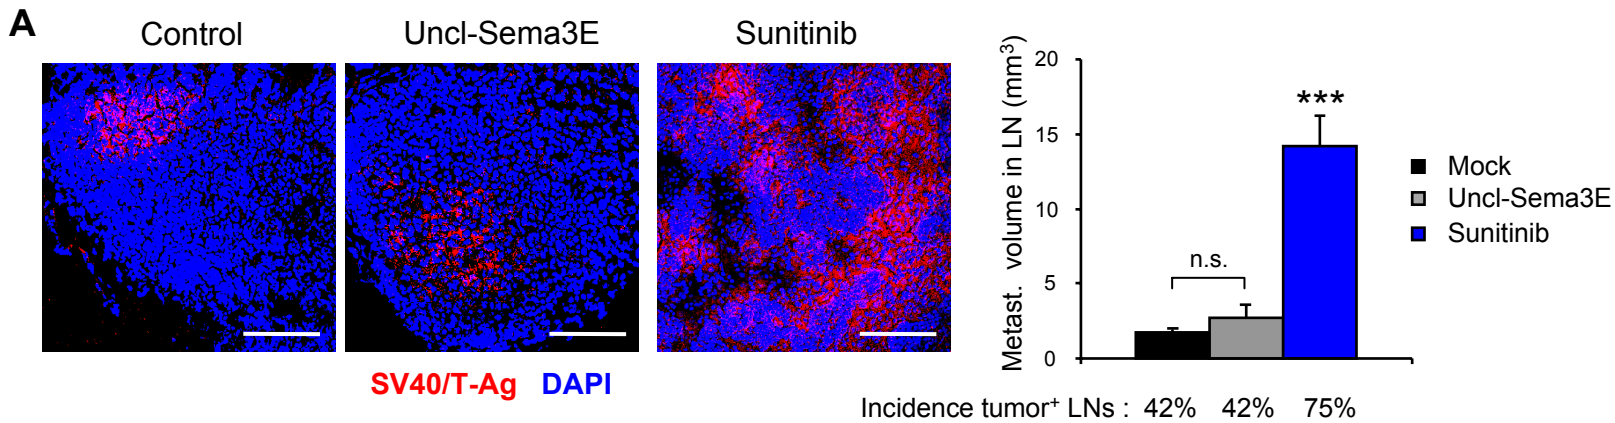 A
Control
Uncl-Sema3E
Sunitinib
SV40/T-Ag DAPI
Metast. volume in LN (mm³)
20
15
10
5
0
n.s.
***
Mock
Uncl-Sema3E
Sunitinib
Incidence tumor⁺ LNs : 42% 42% 75%